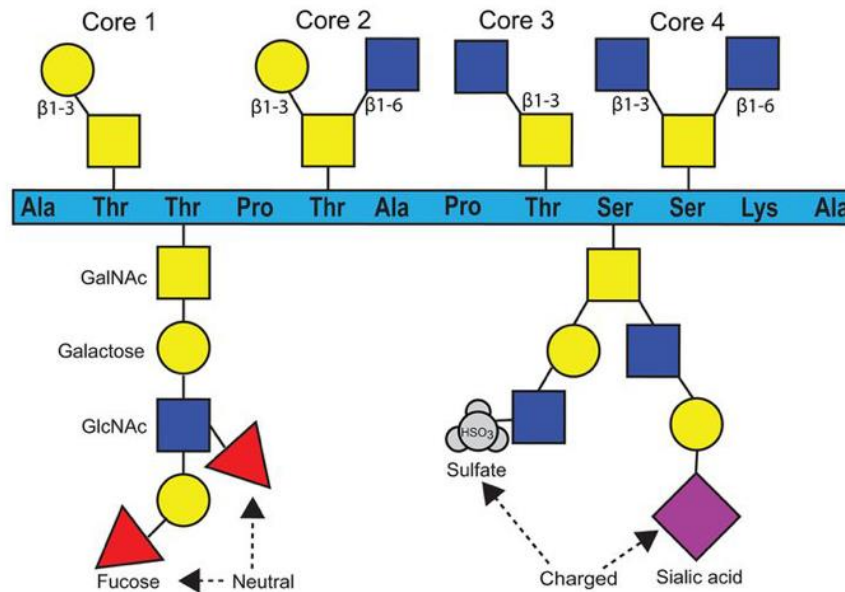 Core 1 Core 2 Core 3 Core 4
β1-3 β1-3 β1-6 β1-3 β1-3 β1-6
Ala Thr Thr Pro Thr Ala Pro Thr Ser Ser Lys Ala
GalNAc
Galactose
GlcNAc
HSO3
Sulfate
Fucose Neutral Charged Sialic acid